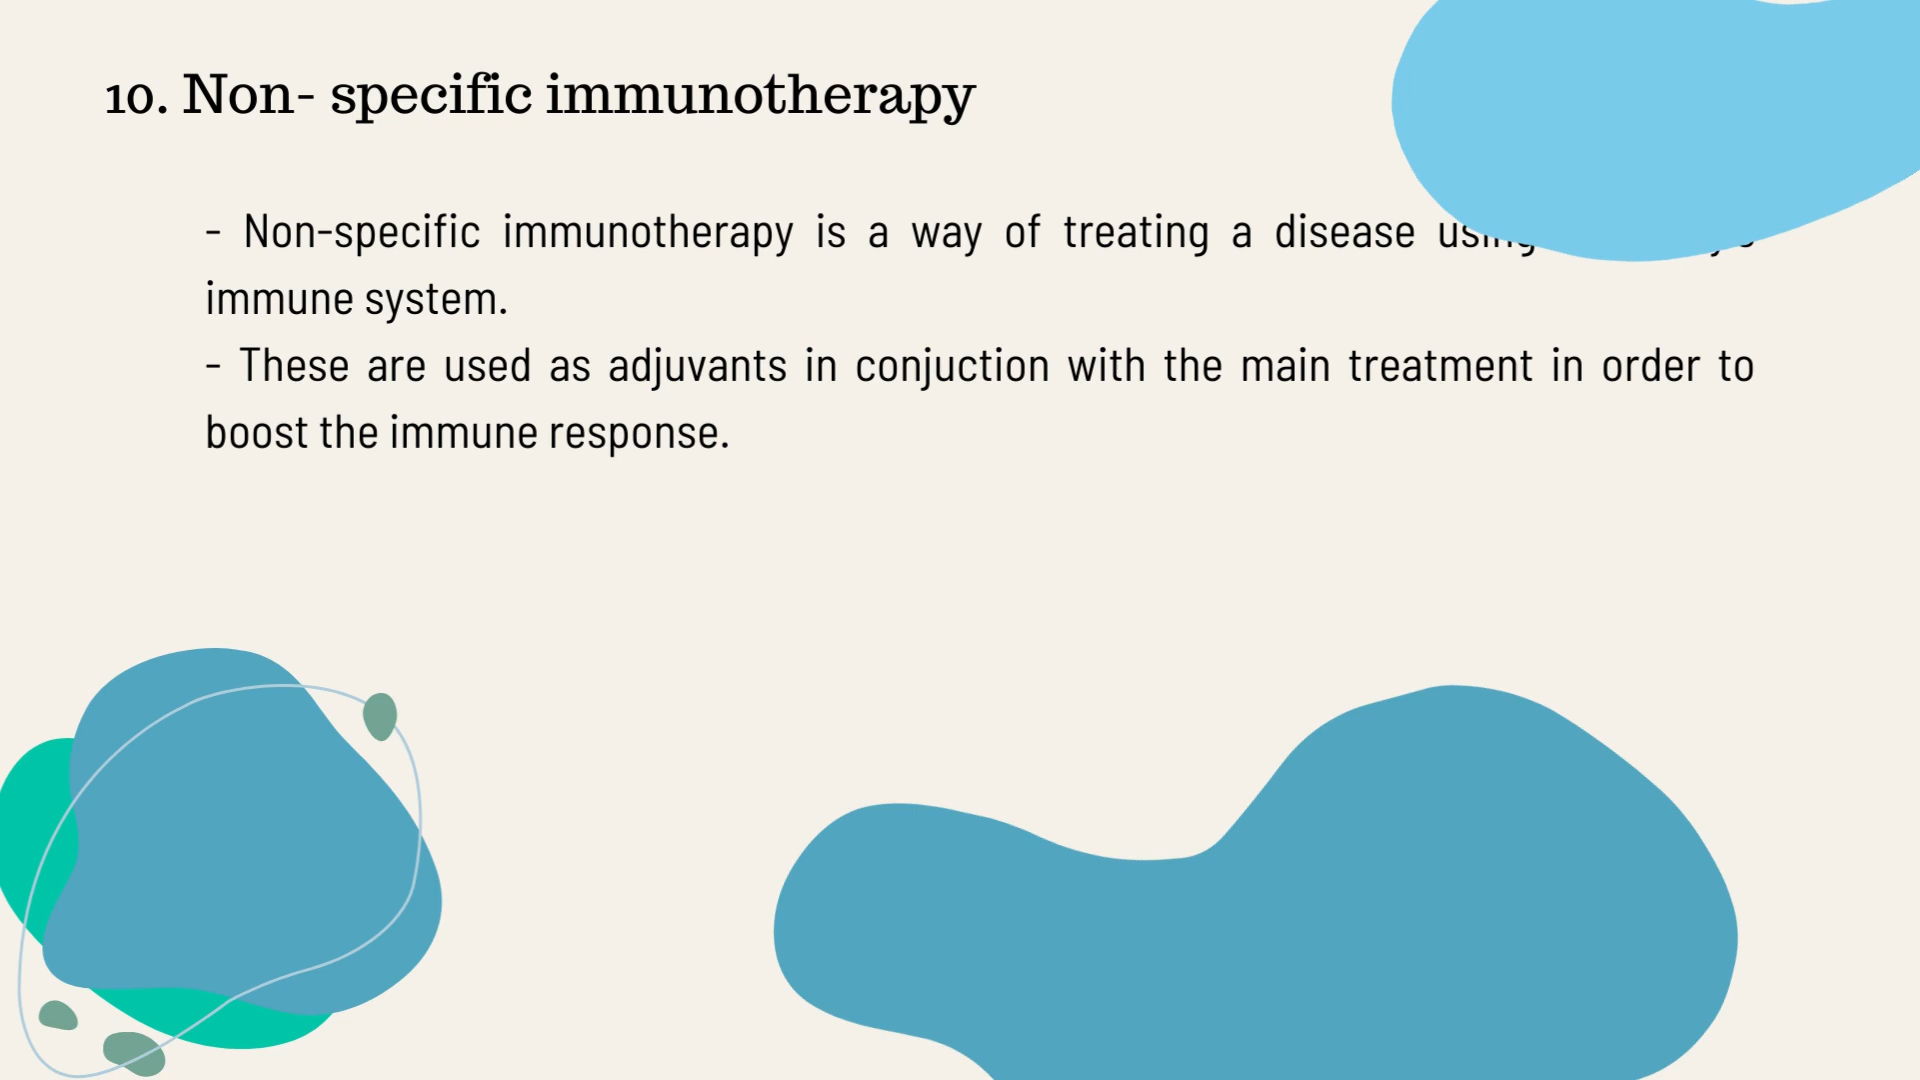 10. Non- specific immunotherapy
- Non-specific immunotherapy is a way of treating a disease using
immune system.
- These are used as adjuvants in conjuction with the main treatment in order to
boost the immune response.